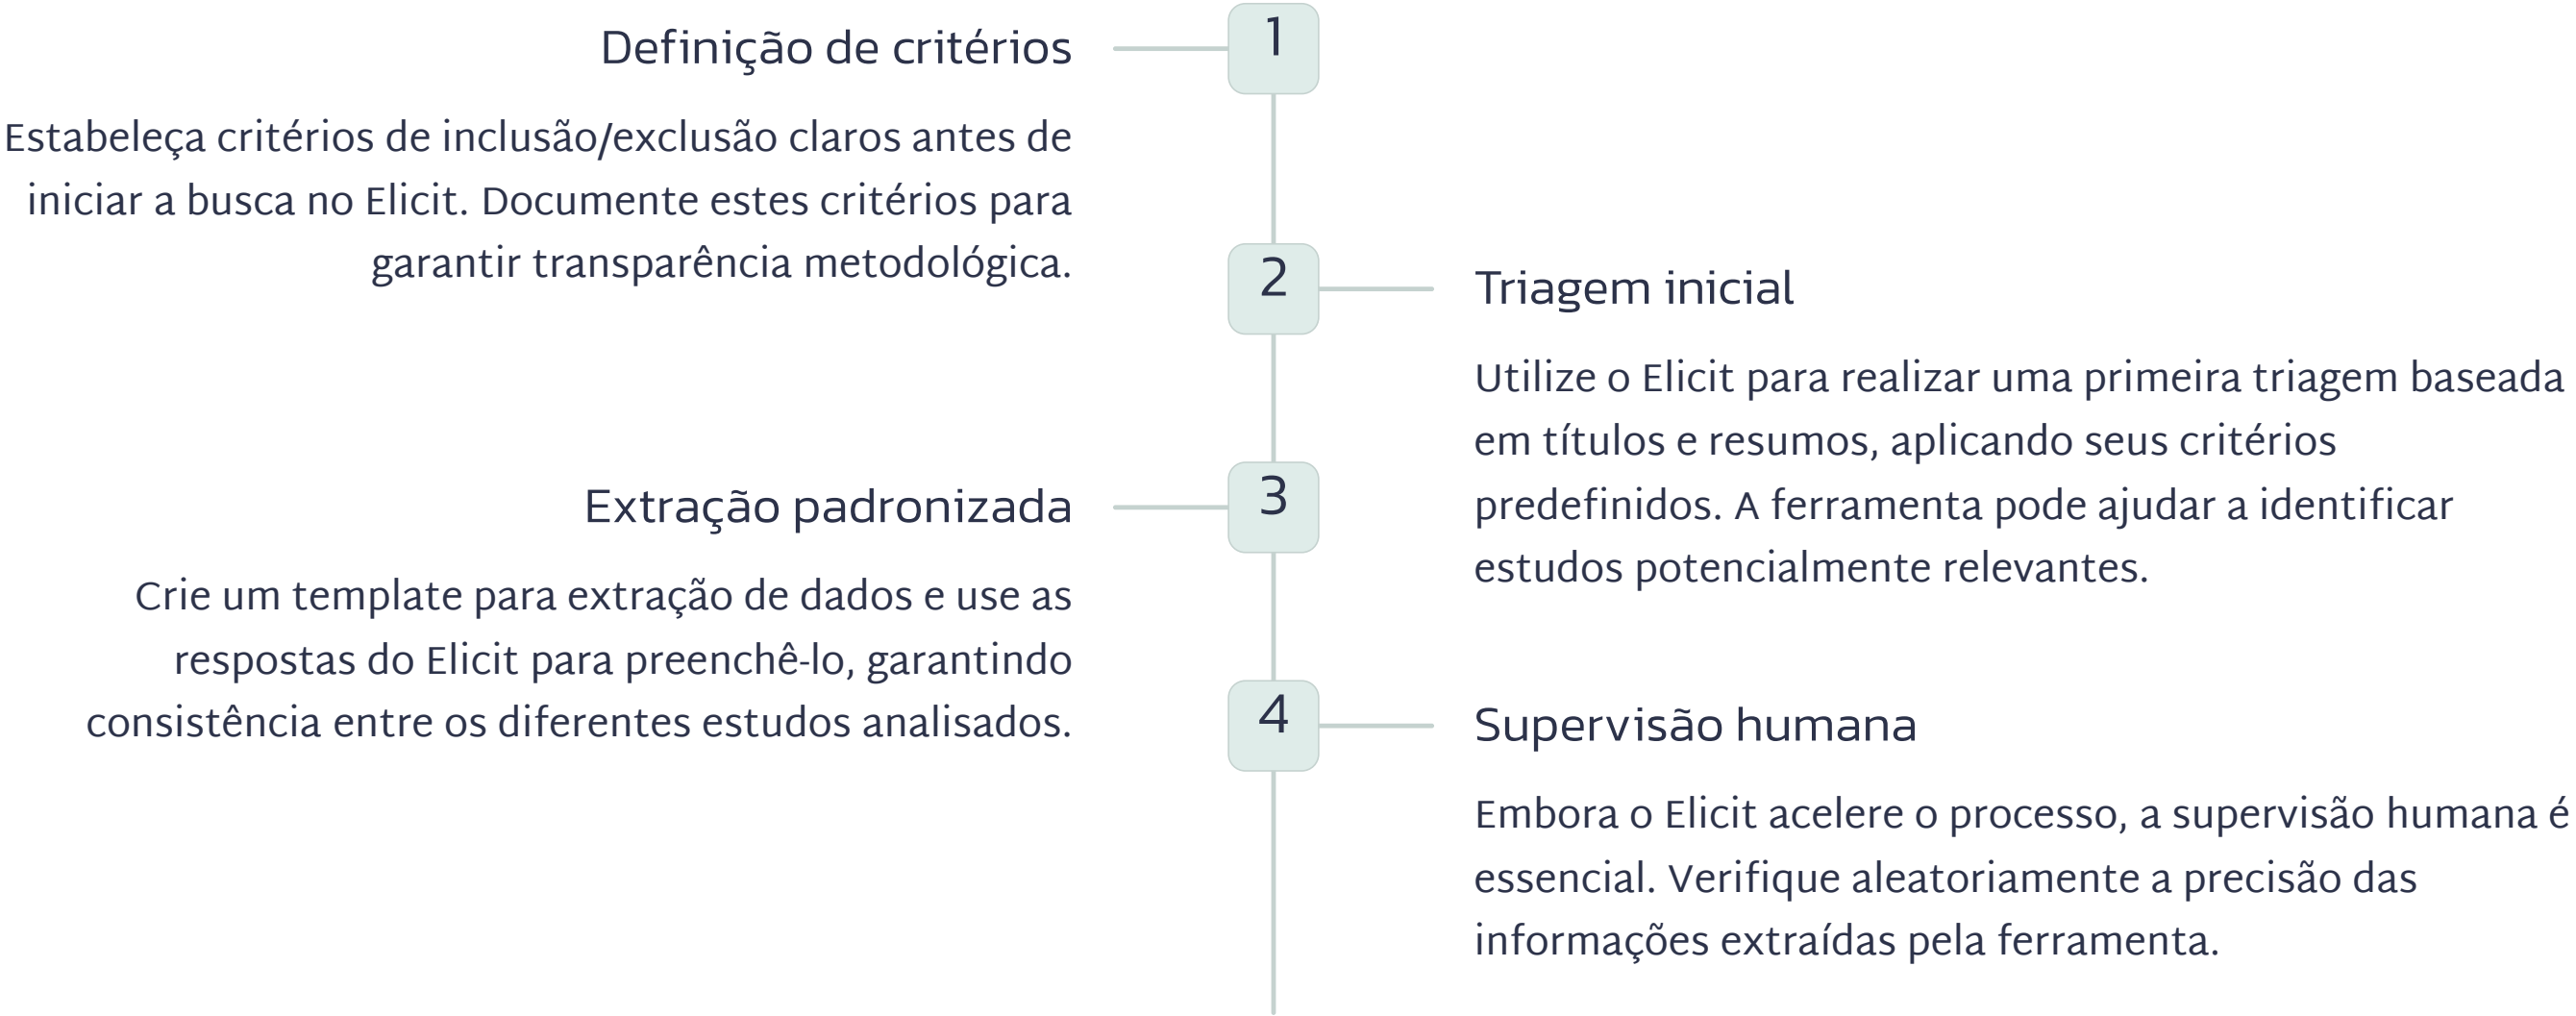 1
Definição de critérios
Estabeleça critérios de inclusão/exclusão claros antes de
iniciar a busca no Elicit. Documente estes critérios para
garantir transparência metodológica.
2
Triagem inicial
Utilize o Elicit para realizar uma primeira triagem baseada
em títulos e resumos, aplicando seus critérios
predefinidos. A ferramenta pode ajudar a identificar
estudos potencialmente relevantes.
3
Extração padronizada
Crie um template para extração de dados e use as
respostas do Elicit para preenchê-lo, garantindo
consistência entre os diferentes estudos analisados.
4
Supervisão humana
Embora o Elicit acelere o processo, a supervisão humana é
essencial. Verifique aleatoriamente a precisão das
informações extraídas pela ferramenta.